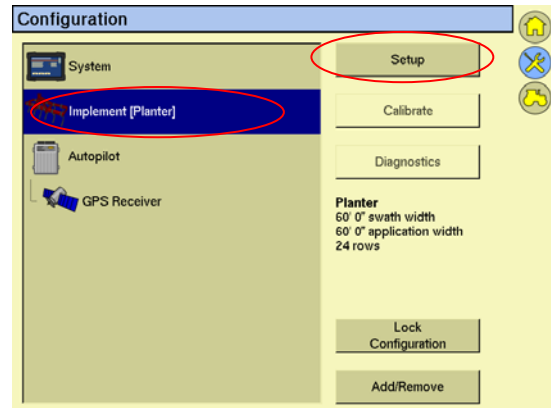 Configuration
System
Setup
Implement [Planter]
Calibrate
Autopilot
Diagnostics
GPS Receiver
Planter
60' 0" swath width
60' 0" application width
24 rows
Lock
Configuration
Add/Remove